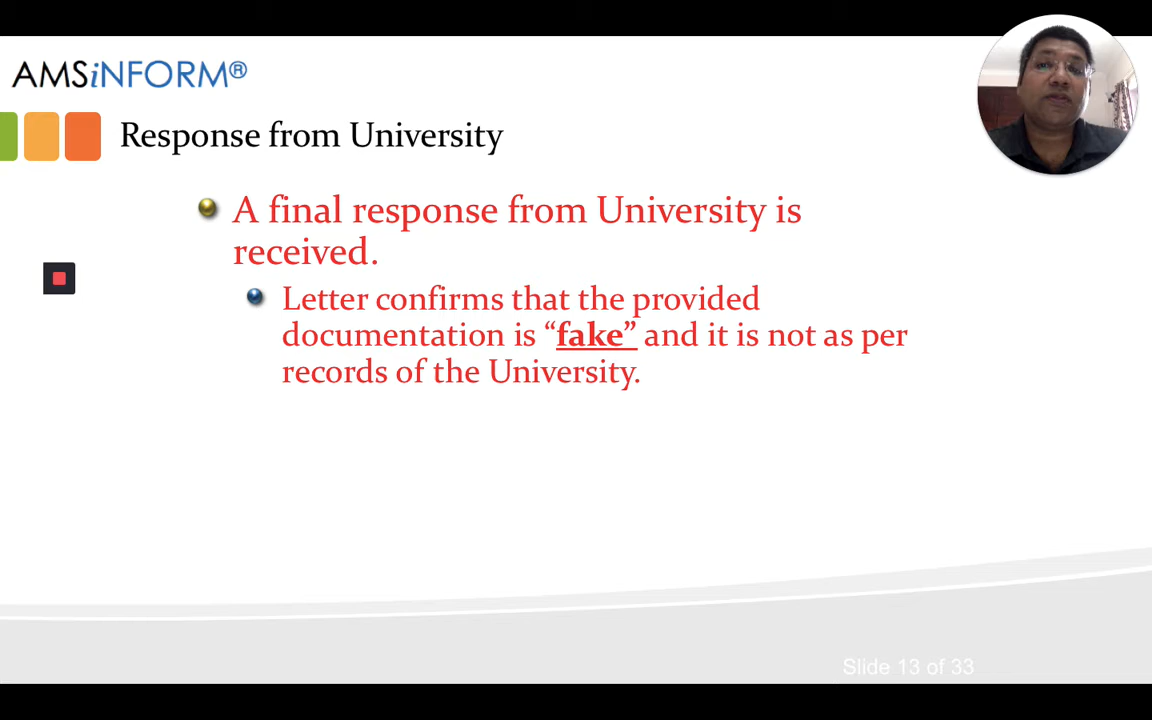 AMSiNFORM®
Response from University
A final response from University is
received.
Letter confirms that the provided
documentation is “fake” and it is not as per
records of the University.
Slide 13 of 33